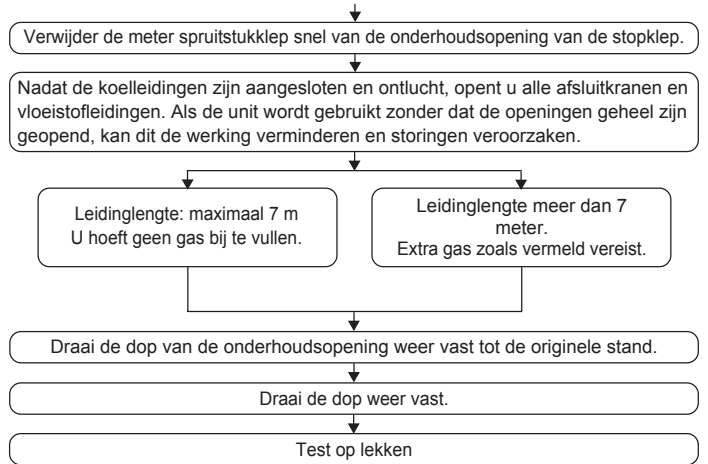 Verwijder de meter spruitstukklep snel van de onderhoudsopening van de stopklep.
Nadat de koelleidingen zijn aangesloten en ontlucht, opent u alle afsluitkranen en
vloeistofleidingen. Als de unit wordt gebruikt zonder dat de openingen geheel zijn
geopend, kan dit de werking verminderen en storingen veroorzaken.
Leidinglengte: maximaal 7 m
U hoeft geen gas bij te vullen.
Leidinglengte meer dan 7
meter.
Extra gas zoals vermeld vereist.
Draai de dop van de onderhoudsopening weer vast tot de originele stand.
Draai de dop weer vast.
Test op lekken